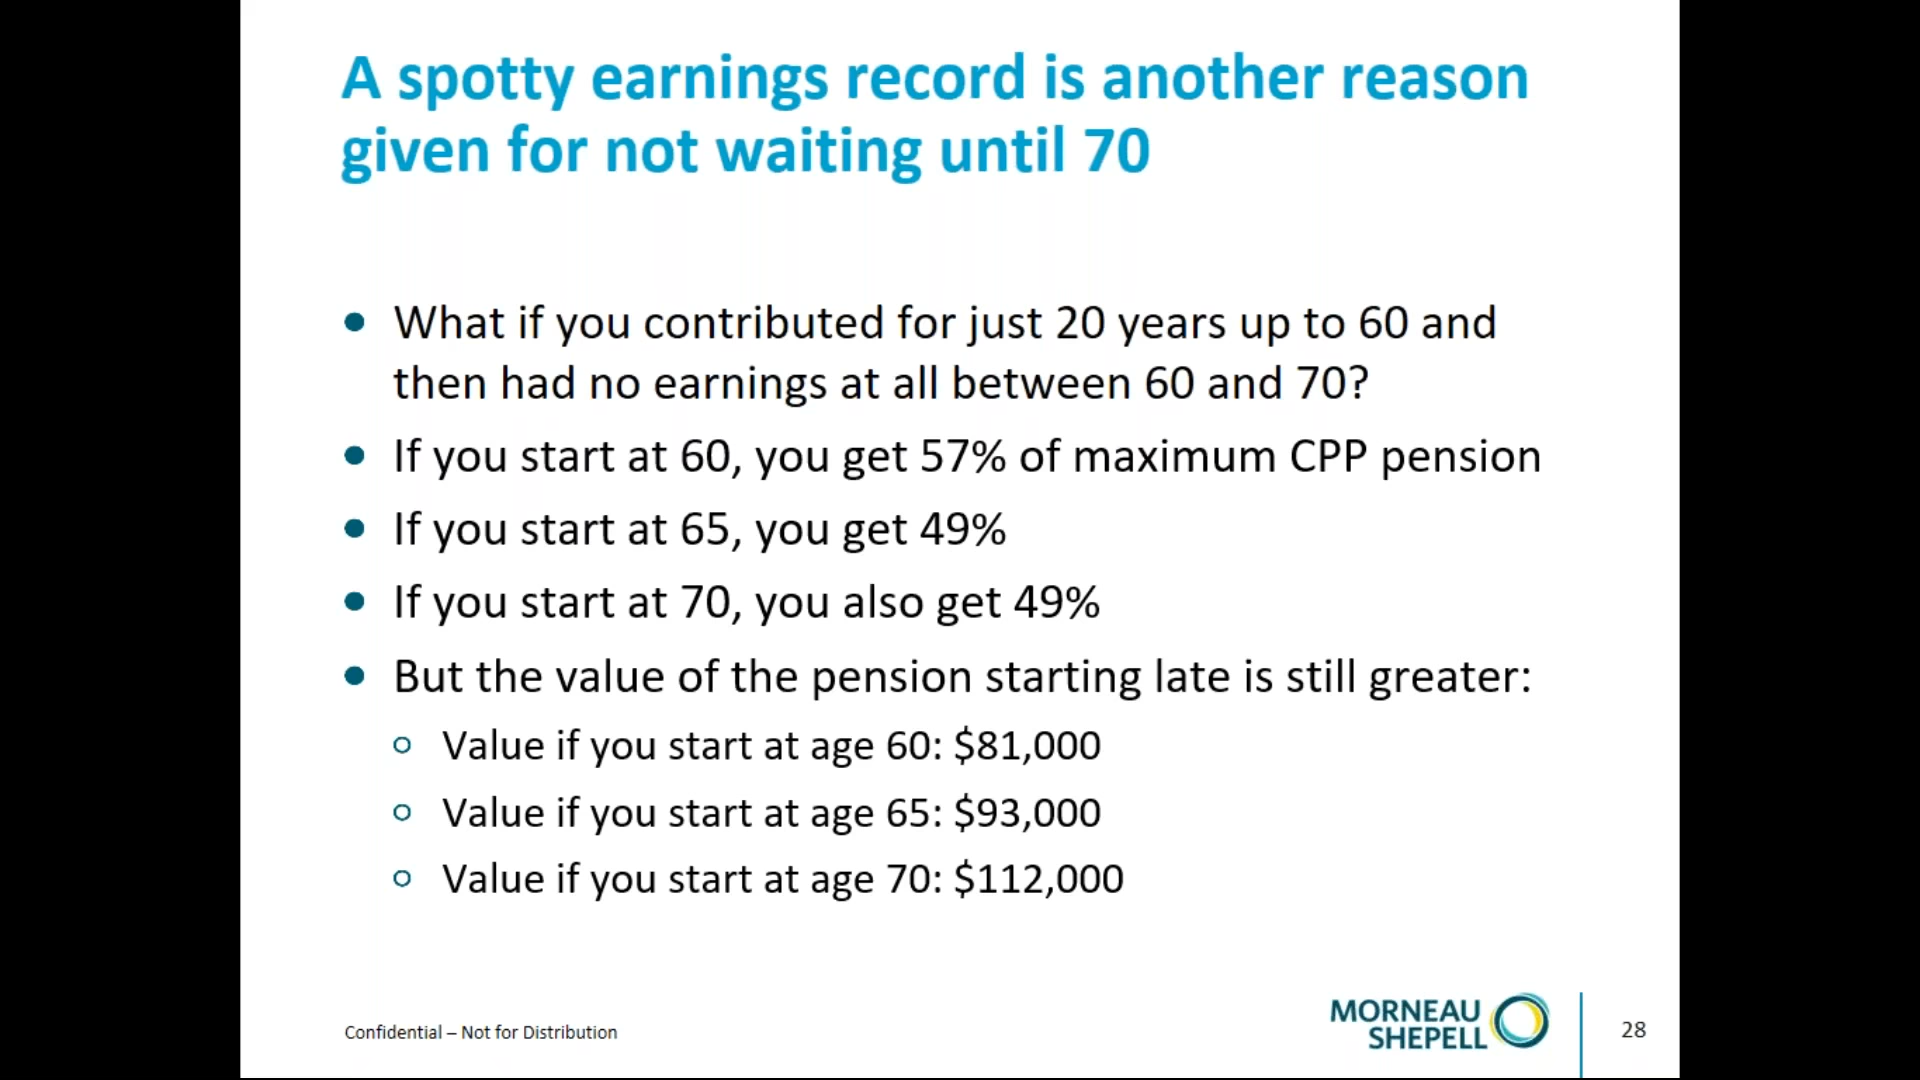 A spotty earnings record is another reason
given for not waiting until 70
• What if you contributed for just 20 years up to 60 and
then had no earnings at all between 60 and 70?
• If you start at 60, you get 57% of maximum CPP pension
• If you start at 65, you get 49%
• If you start at 70, you also get 49%
• But the value of the pension starting late is still greater:
○ Value if you start at age 60: $81,000
○ Value if you start at age 65: $93,000
○ Value if you start at age 70: $112,000
Confidential – Not for Distribution
MORNEAU
SHEPELL
28